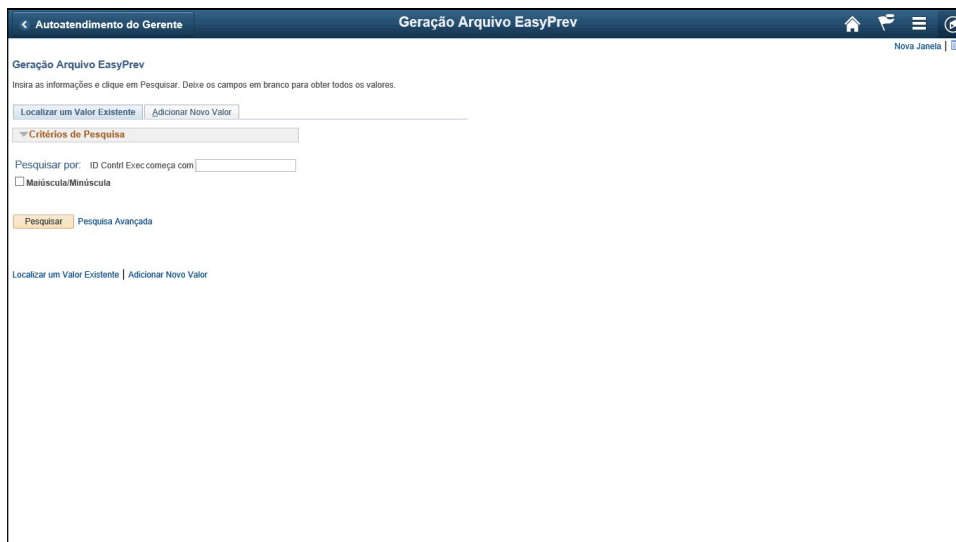 Autoatendimento do Gerente
Geração Arquivo EasyPrev
Nova Janela |
Geração Arquivo EasyPrev
Insira as informações e clique em Pesquisar. Deixe os campos em branco para obter todos os valores.
Localizar um Valor Existente
Adicionar Novo Valor
Critérios de Pesquisa
Pesquisar por: ID Contrl Exec começa com
Maiúscula/Minúscula
Pesquisar Pesquisa Avançada
Localizar um Valor Existente | Adicionar Novo Valor